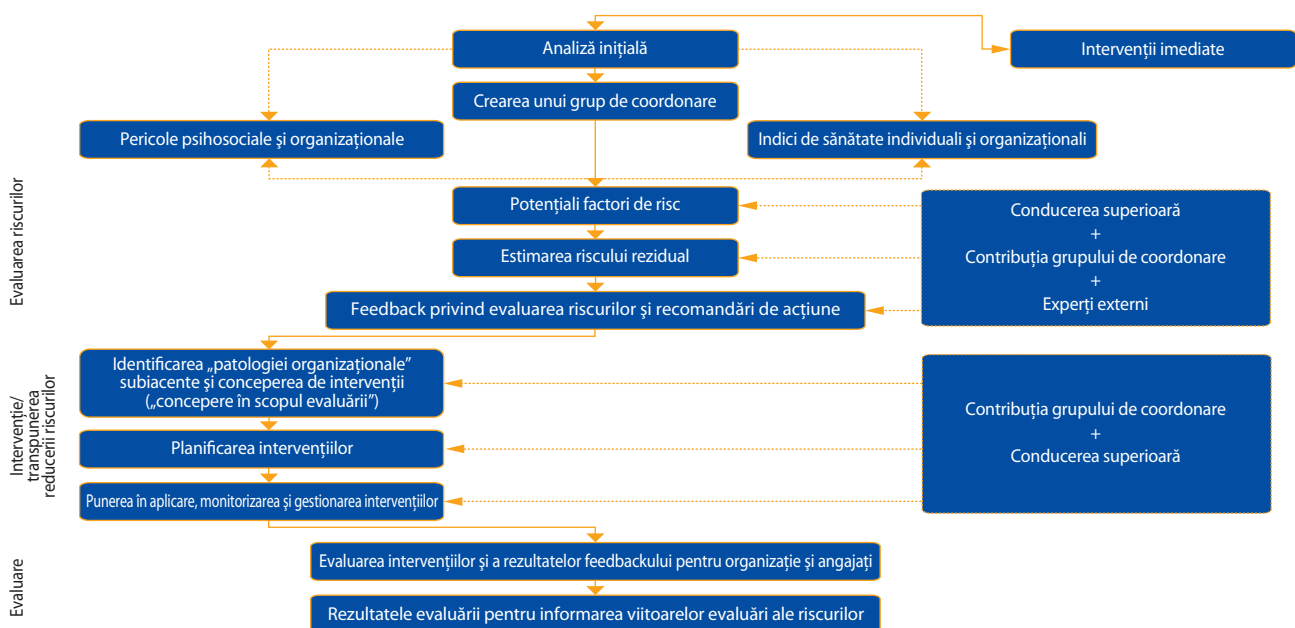 Analiză inițială
Intervenții imediate
Crearea unui grup de coordonare
Pericole psihosociale și organizaționale
Indici de sănătate individuali și organizaționali
Evaluarea riscurilor
Potențiali factori de risc
Estimarea riscului rezidual
Feedback privind evaluarea riscurilor și recomandări de acțiune
Conducerea superioară
+
Contribuția grupului de coordonare
+
Experți externi
Intervenție/
transpunerea
reducerii riscurilor
Identificarea „patologiei organizaționale”
subiacente și conceperea de intervenții
(„concepere în scopul evaluării”)
Planificarea intervențiilor
Punerea în aplicare, monitorizarea și gestionarea intervențiilor
Contribuția grupului de coordonare
+
Conducerea superioară
Evaluare
Evaluarea intervențiilor și a rezultatelor feedbackului pentru organizație și angajați
Rezultatele evaluării pentru informarea viitoarelor evaluări ale riscurilor